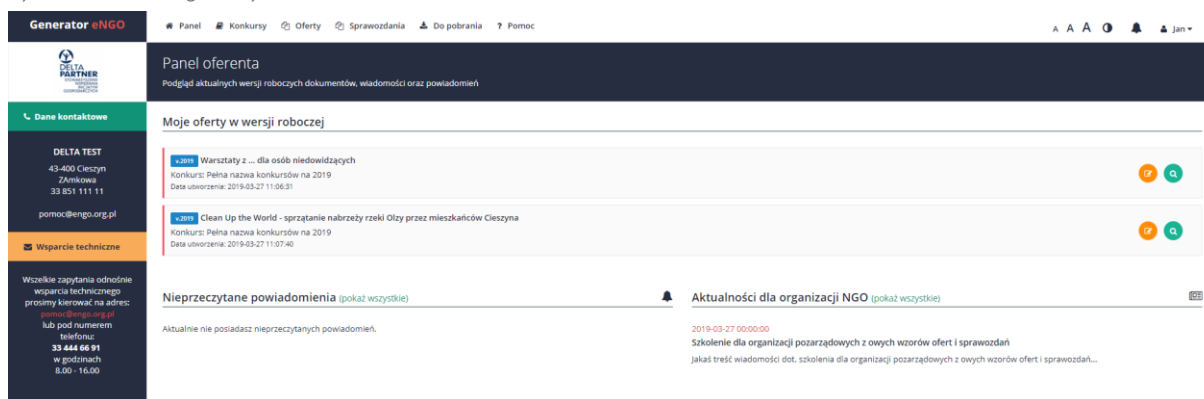 Generator eNGO
Panel Konkursy Oferty Sprawozdania Do pobrania ? Pomoc
A A A Jan
DELTA
PARTNER
Panel oferenta
Podgląd aktualnych wersji roboczych dokumentów, wiadomości oraz powiadomień
Dane kontaktowe
DELTA TEST
43-400 Cieszyn
ZAmkowa
33 851 111 11
pomoc@engo.org.pl
Wsparcie techniczne
Wszelkie zapytania odnośnie
wsparcia technicznego
prosimy kierować na adres:
pomoc@engo.org.pl
lub pod numerem
telefonu:
33 444 66 91
w godzinach
8.00 - 16.00
Moje oferty w wersji roboczej
v.2019 Warsztaty z ... dla osób niedowidzących
Konkurs: Pełna nazwa konkursów na 2019
Data utworzenie: 2019-03-27 11:06:31
v.2019 Clean Up the World - sprzątanie nabrzeży rzeki Olzy przez mieszkańców Cieszyna
Konkurs: Pełna nazwa konkursów na 2019
Data utworzenie: 2019-03-27 11:07:40
Nieprzeczytane powiadomienia (pokaż wszystkie)
Aktualnie nie posiadasz nieprzeczytanych powiadomień.
Aktualności dla organizacji NGO (pokaż wszystkie)
2019-03-27 00:00:00
Szkolenie dla organizacji pozarządowych z owych wzorów ofert i sprawozdań
Jakaś treść wiadomości dot. szkolenia dla organizacji pozarządowych z owych wzorów ofert i sprawozdań...